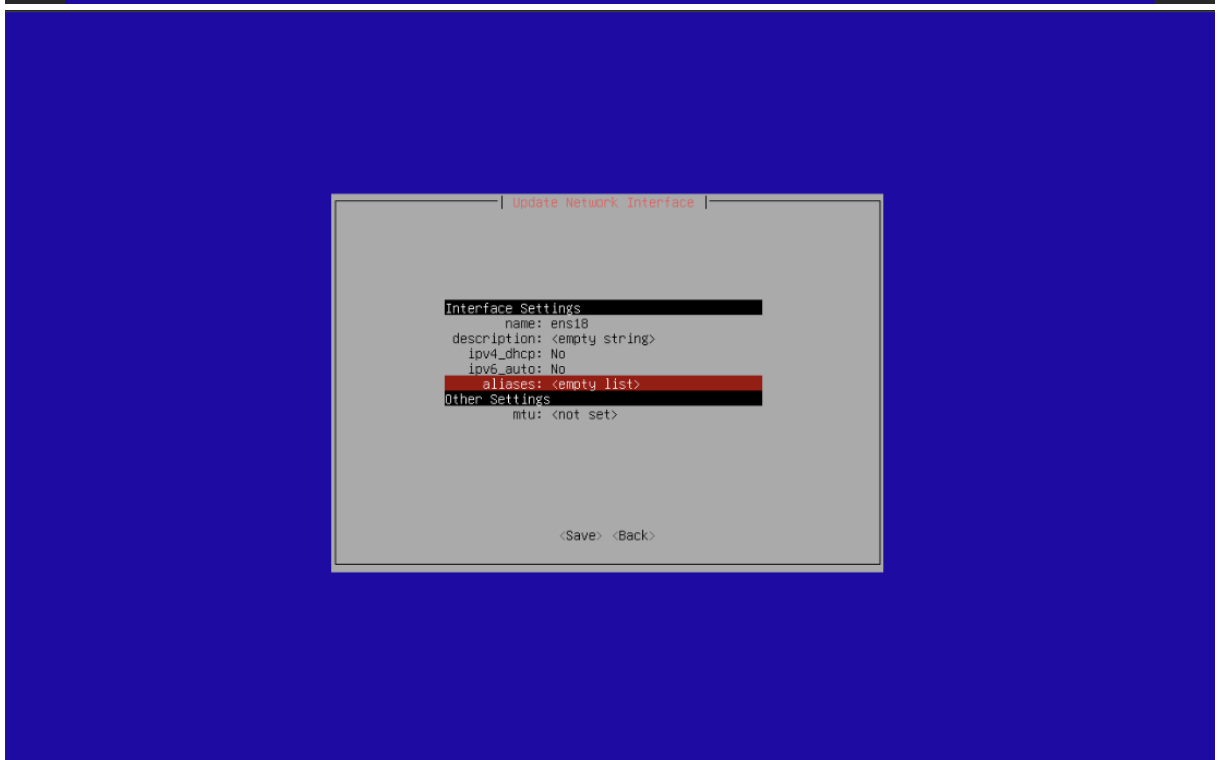 Update Network Interface
Interface Settings
name: ens18
description: <empty string>
ipv4_dhcp: No
ipv6_auto: No
aliases: <empty list>
Other Settings
mtu: <not set>
<Save> <Back>